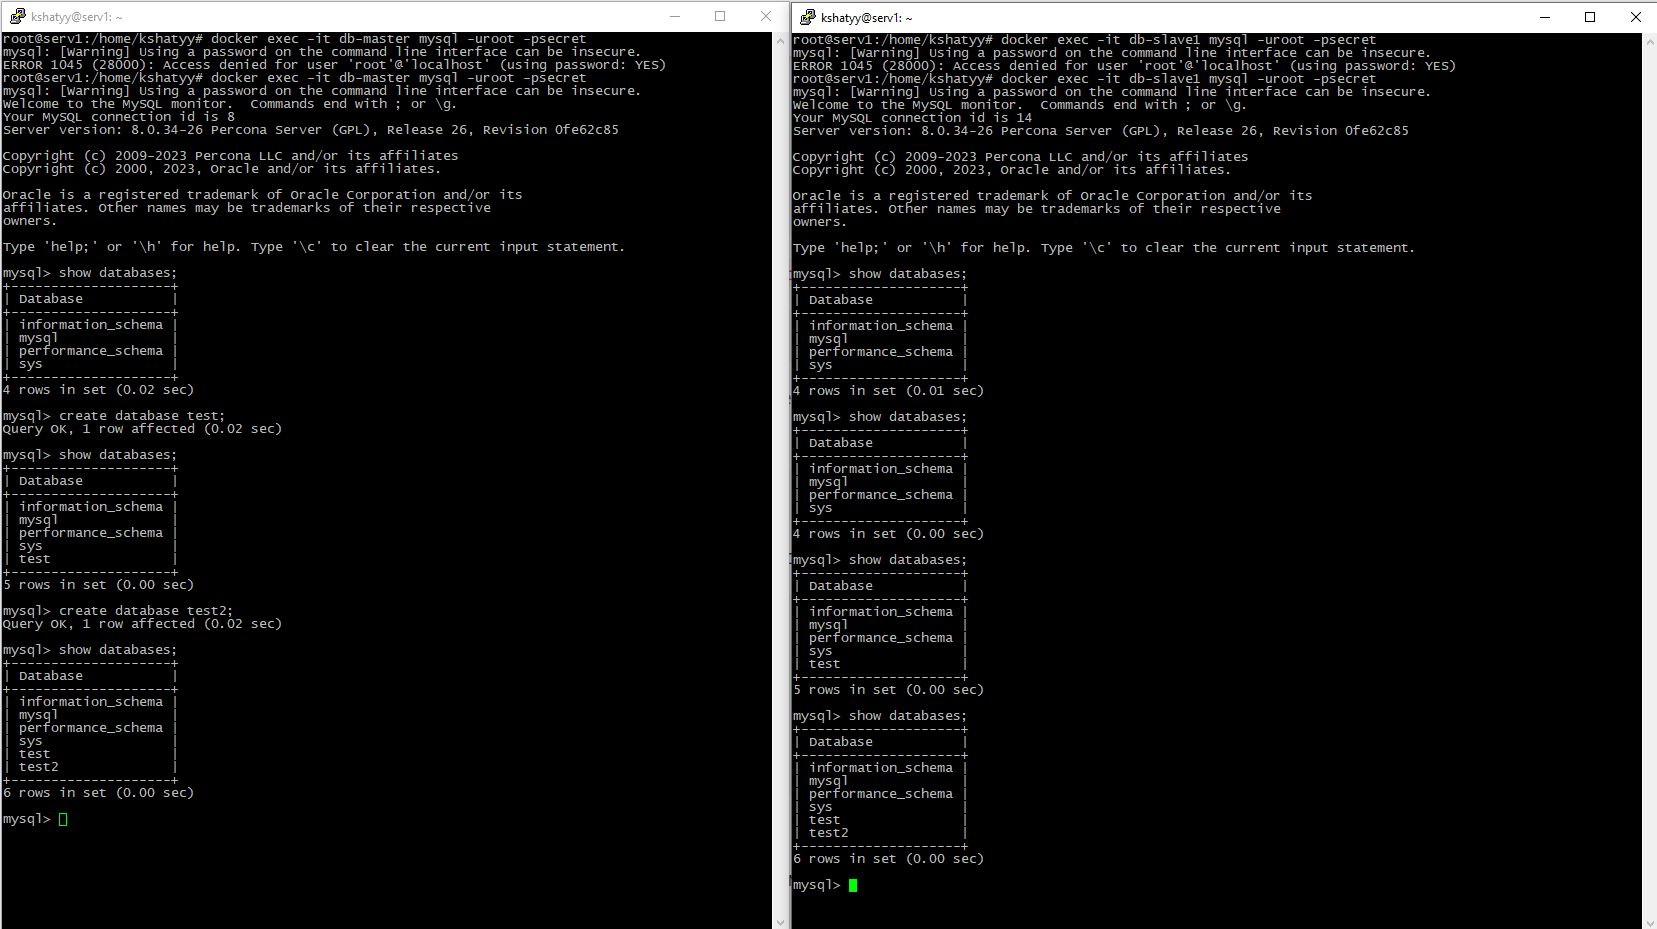 kshatyy@serv1: ~
root@serv1:/home/kshatyy# docker exec -it db-master mysql -uroot -psecret
mysql: [Warning] Using a password on the command line interface can be insecure.
ERROR 1045 (28000): Access denied for user 'root'@'localhost' (using password: YES)
root@serv1:/home/kshatyy# docker exec -it db-master mysql -uroot -psecret
mysql: [Warning] Using a password on the command line interface can be insecure.
Welcome to the MySQL monitor.  Commands end with ; or \g.
Your MySQL connection id is 8
Server version: 8.0.34-26 Percona Server (GPL), Release 26, Revision 0fe62c85
Copyright (c) 2009-2023 Percona LLC and/or its affiliates
Copyright (c) 2000, 2023, Oracle and/or its affiliates.
Oracle is a registered trademark of Oracle Corporation and/or its
affiliates. Other names may be trademarks of their respective
owners.
Type 'help;' or '\h' for help. Type '\c' to clear the current input statement.
mysql> show databases;
+--------------------+
| Database           |
+--------------------+
| information_schema |
| mysql              |
| performance_schema |
| sys                |
+--------------------+
4 rows in set (0.02 sec)
mysql> create database test;
Query OK, 1 row affected (0.02 sec)
mysql> show databases;
+--------------------+
| Database           |
+--------------------+
| information_schema |
| mysql              |
| performance_schema |
| sys                |
| test               |
+--------------------+
5 rows in set (0.00 sec)
mysql> create database test2;
Query OK, 1 row affected (0.02 sec)
mysql> show databases;
+--------------------+
| Database           |
+--------------------+
| information_schema |
| mysql              |
| performance_schema |
| sys                |
| test               |
| test2              |
+--------------------+
6 rows in set (0.00 sec)
mysql>
kshatyy@serv1: ~
root@serv1:/home/kshatyy# docker exec -it db-slave1 mysql -uroot -psecret
mysql: [Warning] Using a password on the command line interface can be insecure.
ERROR 1045 (28000): Access denied for user 'root'@'localhost' (using password: YES)
root@serv1:/home/kshatyy# docker exec -it db-slave1 mysql -uroot -psecret
mysql: [Warning] Using a password on the command line interface can be insecure.
Welcome to the MySQL monitor.  Commands end with ; or \g.
Your MySQL connection id is 14
Server version: 8.0.34-26 Percona Server (GPL), Release 26, Revision 0fe62c85
Copyright (c) 2009-2023 Percona LLC and/or its affiliates
Copyright (c) 2000, 2023, Oracle and/or its affiliates.
Oracle is a registered trademark of Oracle Corporation and/or its
affiliates. Other names may be trademarks of their respective
owners.
Type 'help;' or '\h' for help. Type '\c' to clear the current input statement.
mysql> show databases;
+--------------------+
| Database           |
+--------------------+
| information_schema |
| mysql              |
| performance_schema |
| sys                |
+--------------------+
4 rows in set (0.01 sec)
mysql> show databases;
+--------------------+
| Database           |
+--------------------+
| information_schema |
| mysql              |
| performance_schema |
| sys                |
+--------------------+
4 rows in set (0.00 sec)
mysql> show databases;
+--------------------+
| Database           |
+--------------------+
| information_schema |
| mysql              |
| performance_schema |
| sys                |
| test               |
+--------------------+
5 rows in set (0.00 sec)
mysql> show databases;
+--------------------+
| Database           |
+--------------------+
| information_schema |
| mysql              |
| performance_schema |
| sys                |
| test               |
| test2              |
+--------------------+
6 rows in set (0.00 sec)
mysql>